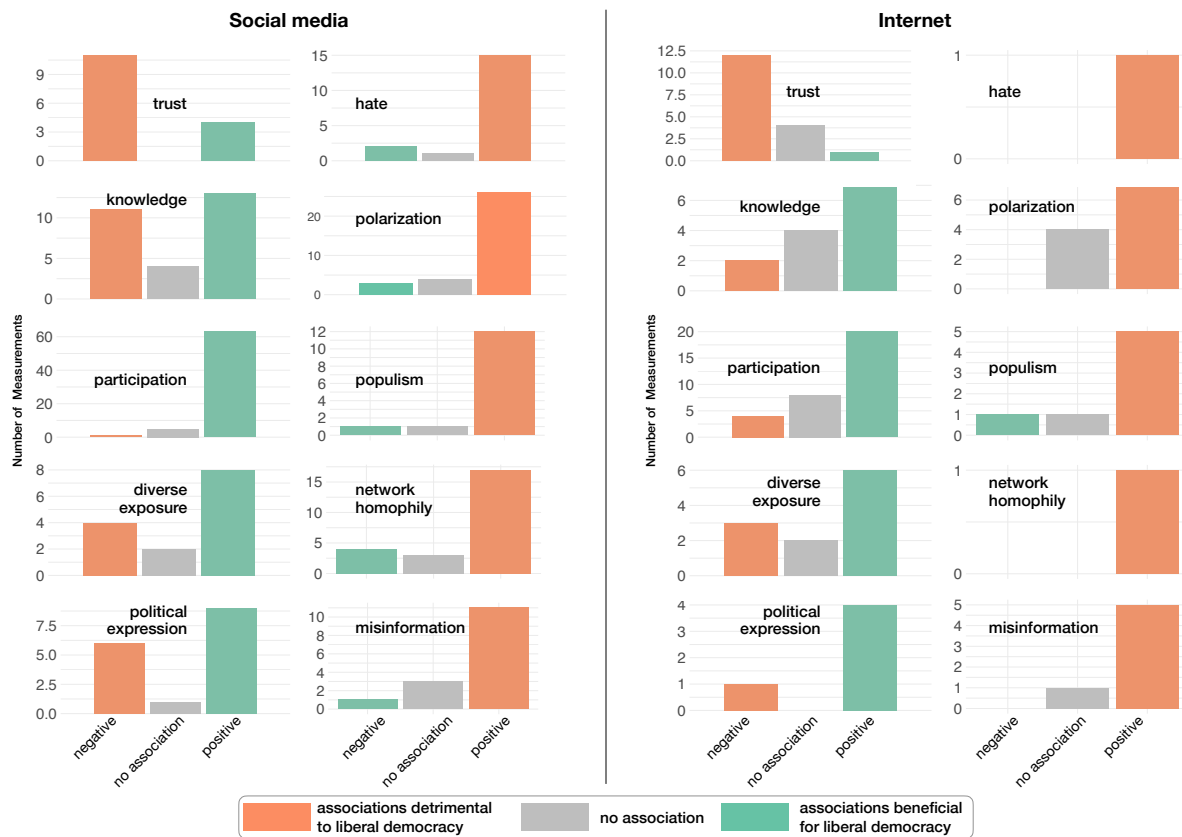 Social media
Internet
9
6
3
0
trust
15
10
5
0
hate
12.5
10.0
7.5
5.0
2.5
0.0
trust
1
0
hate
10
5
0
knowledge
20
10
0
polarization
6
4
2
0
knowledge
6
4
2
0
polarization
Number of Measurements
60
40
20
0
participation
12
10
8
6
4
2
0
populism
Number of Measurements
20
15
10
5
0
participation
5
4
3
2
1
0
populism
8
6
4
2
0
diverse
exposure
15
10
5
0
network
homophily
6
4
2
0
diverse
exposure
1
0
network
homophily
7.5
5.0
2.5
0.0
political
expression
10
8
6
4
2
0
misinformation
4
3
2
1
0
political
expression
5
4
3
2
1
0
misinformation
negative
no association
positive
negative
no association
positive
negative
no association
positive
negative
no association
positive
associations detrimental
to liberal democracy
no association
associations beneficial
for liberal democracy